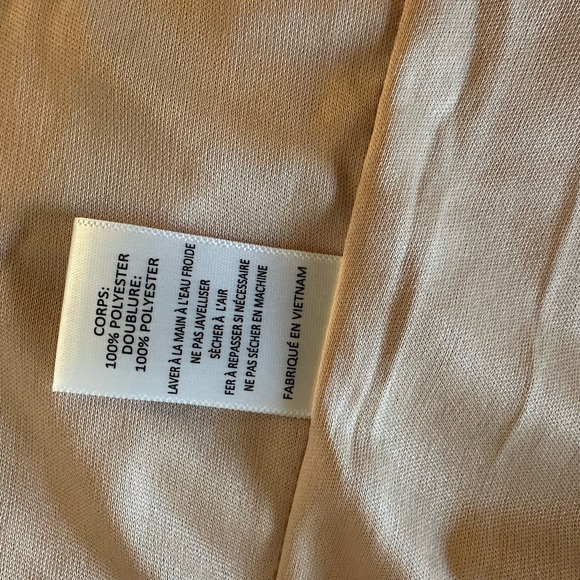 CORPS:
100% POLYESTER
DOUBLURE:
100% POLYESTER
LAVER À LA MAIN À L'EAU FROIDE
NE PAS JAVELLISER
SÈCHER À L'AIR
FER À REPASSER SI NÉCESSAIRE
NE PAS SÉCHER EN MACHINE
FABRIQUÉ EN VIETNAM